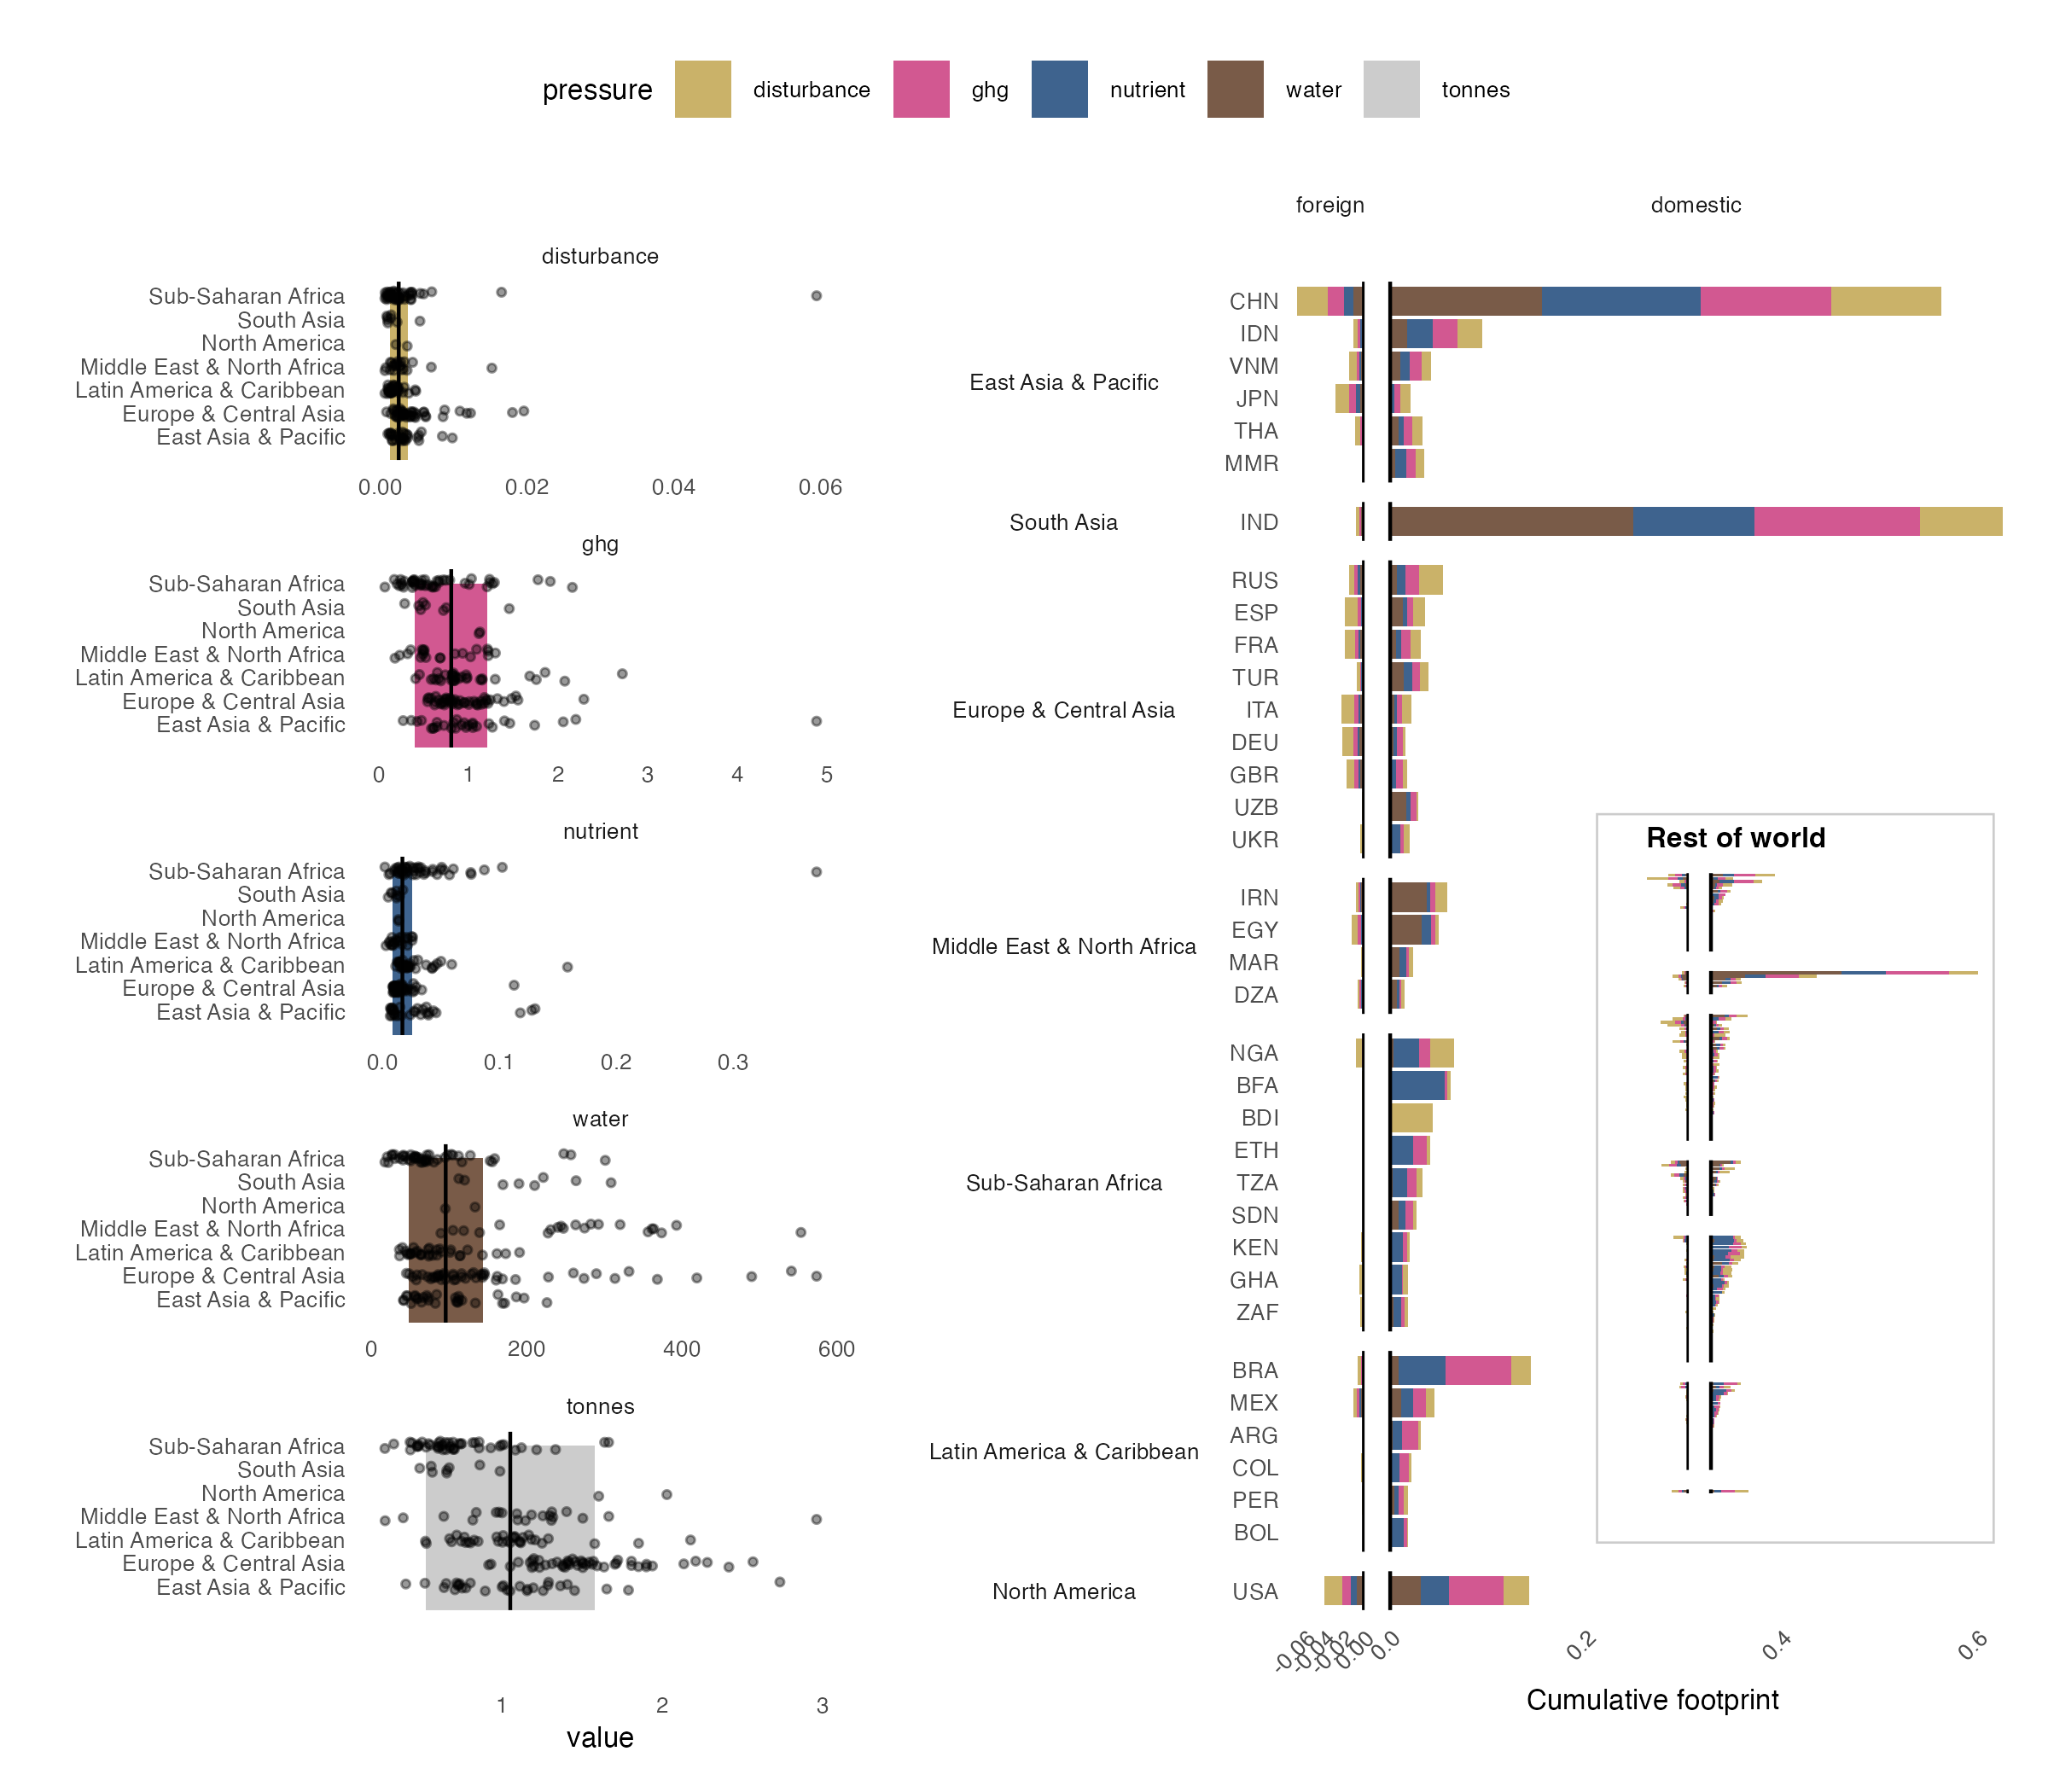 pressure disturbance ghg nutrient water tonnes
disturbance
Sub-Saharan Africa
South Asia
North America
Middle East & North Africa
Latin America & Caribbean
Europe & Central Asia
East Asia & Pacific
0.00 0.02 0.04 0.06
ghg
Sub-Saharan Africa
South Asia
North America
Middle East & North Africa
Latin America & Caribbean
Europe & Central Asia
East Asia & Pacific
0 1 2 3 4 5
nutrient
Sub-Saharan Africa
South Asia
North America
Middle East & North Africa
Latin America & Caribbean
Europe & Central Asia
East Asia & Pacific
0.0 0.1 0.2 0.3
water
Sub-Saharan Africa
South Asia
North America
Middle East & North Africa
Latin America & Caribbean
Europe & Central Asia
East Asia & Pacific
0 200 400 600
tonnes
Sub-Saharan Africa
South Asia
North America
Middle East & North Africa
Latin America & Caribbean
Europe & Central Asia
East Asia & Pacific
1 2 3
value
foreign domestic
East Asia & Pacific
CHN
IDN
VNM
JPN
THA
MMR
South Asia
IND
Europe & Central Asia
RUS
ESP
FRA
TUR
ITA
DEU
GBR
UZB
UKR
Middle East & North Africa
IRN
EGY
MAR
DZA
Sub-Saharan Africa
NGA
BFA
BDI
ETH
TZA
SDN
KEN
GHA
ZAF
Latin America & Caribbean
BRA
MEX
ARG
COL
PER
BOL
North America
USA
-0.06 -0.04 -0.02 0.00 0.0 0.2 0.4 0.6
Cumulative footprint
Rest of world